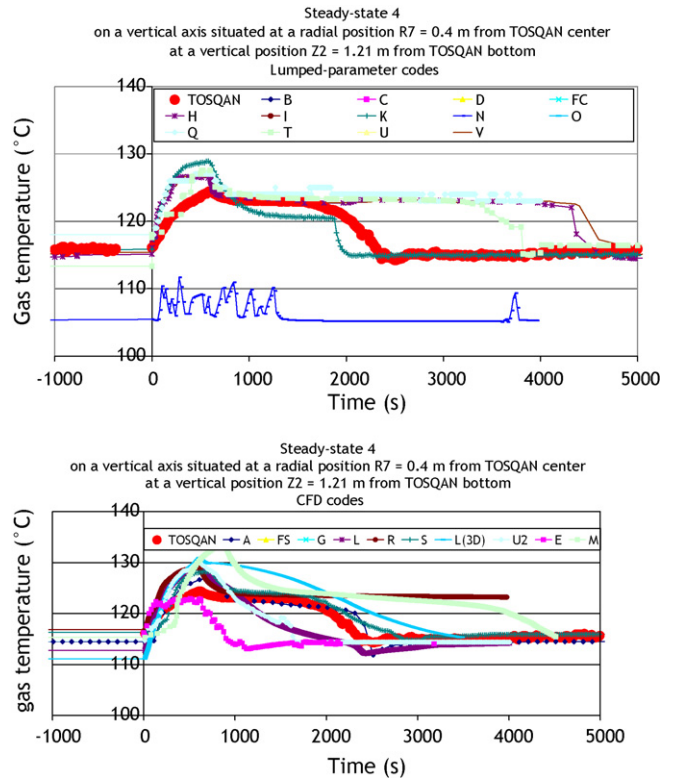 Steady-state 4
on a vertical axis situated at a radial position R7 = 0.4 m from TOSQAN center
at a vertical position Z2 = 1.21 m from TOSQAN bottom
Lumped-parameter codes
140
TOSQAN B C D FC
H I K N O
Q T U V
130
120
110
100
Gas temperature (°C)
-1000 0 1000 2000 3000 4000 5000
Time (s)
Steady-state 4
on a vertical axis situated at a radial position R7 = 0.4 m from TOSQAN center
at a vertical position Z2 = 1.21 m from TOSQAN bottom
CFD codes
140
TOSQAN A FS G L R S L(3D) U2 E M
130
120
110
100
gas temperature (°C)
-1000 0 1000 2000 3000 4000 5000
Time (s)